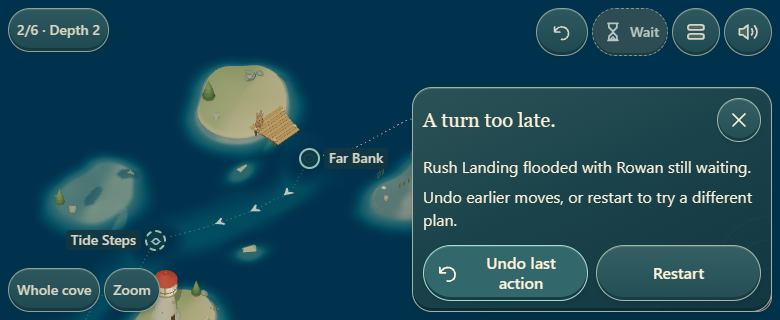 2/6 · Depth 2
Wait
A turn too late.
Rush Landing flooded with Rowan still waiting.
Undo earlier moves, or restart to try a different
plan.
Undo last
action
Restart
Far Bank
Tide Steps
Whole cove
Zoom